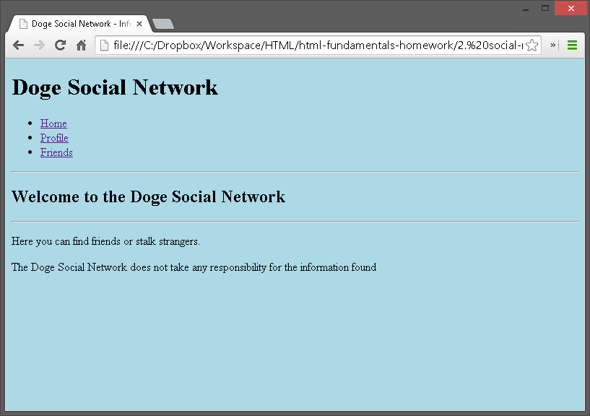 Doge Social Network - Inf
file:///C:/Dropbox/Workspace/HTML/html-fundamentals-homework/2.%20social-
Doge Social Network
Home
Profile
Friends
Welcome to the Doge Social Network
Here you can find friends or stalk strangers.
The Doge Social Network does not take any responsibility for the information found